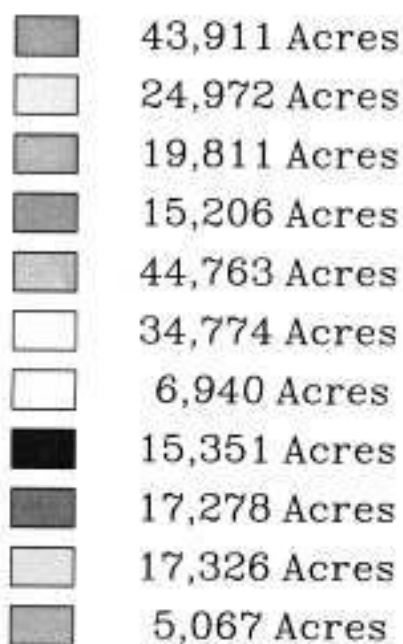 43,911 Acres
24,972 Acres
19,811 Acres
15,206 Acres
44,763 Acres
34,774 Acres
6,940 Acres
15,351 Acres
17,278 Acres
17,326 Acres
5,067 Acres